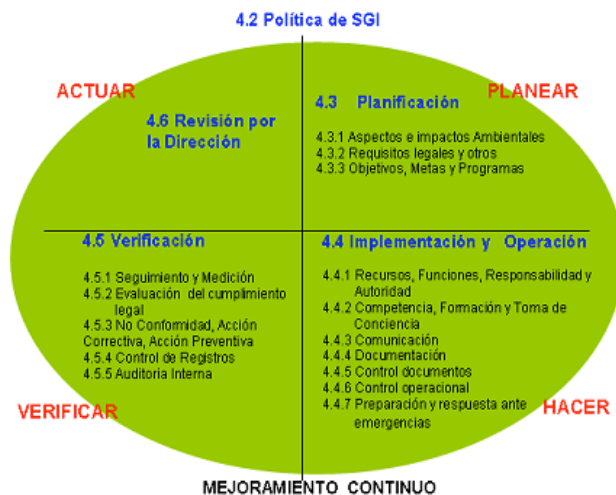 4.2 Política de SGI
ACTUAR
PLANEAR
4.6 Revisión por
la Dirección
4.3 Planificación
4.3.1 Aspectos e impactos Ambientales
4.3.2 Requisitos legales y otros
4.3.3 Objetivos, Metas y Programas
4.5 Verificación
4.5.1 Seguimiento y Medición
4.5.2 Evaluación del cumplimiento
legal
4.5.3 No Conformidad, Acción
Correctiva, Acción Preventiva
4.5.4 Control de Registros
4.5.5 Auditoria Interna
4.4 Implementación y Operación
4.4.1 Recursos, Funciones, Responsabilidad y
Autoridad
4.4.2 Competencia, Formación y Toma de
Conciencia
4.4.3 Comunicación
4.4.4 Documentación
4.4.5 Control documentos
4.4.6 Control operacional
4.4.7 Preparación y respuesta ante
emergencias
VERIFICAR
HACER
MEJORAMIENTO CONTINUO